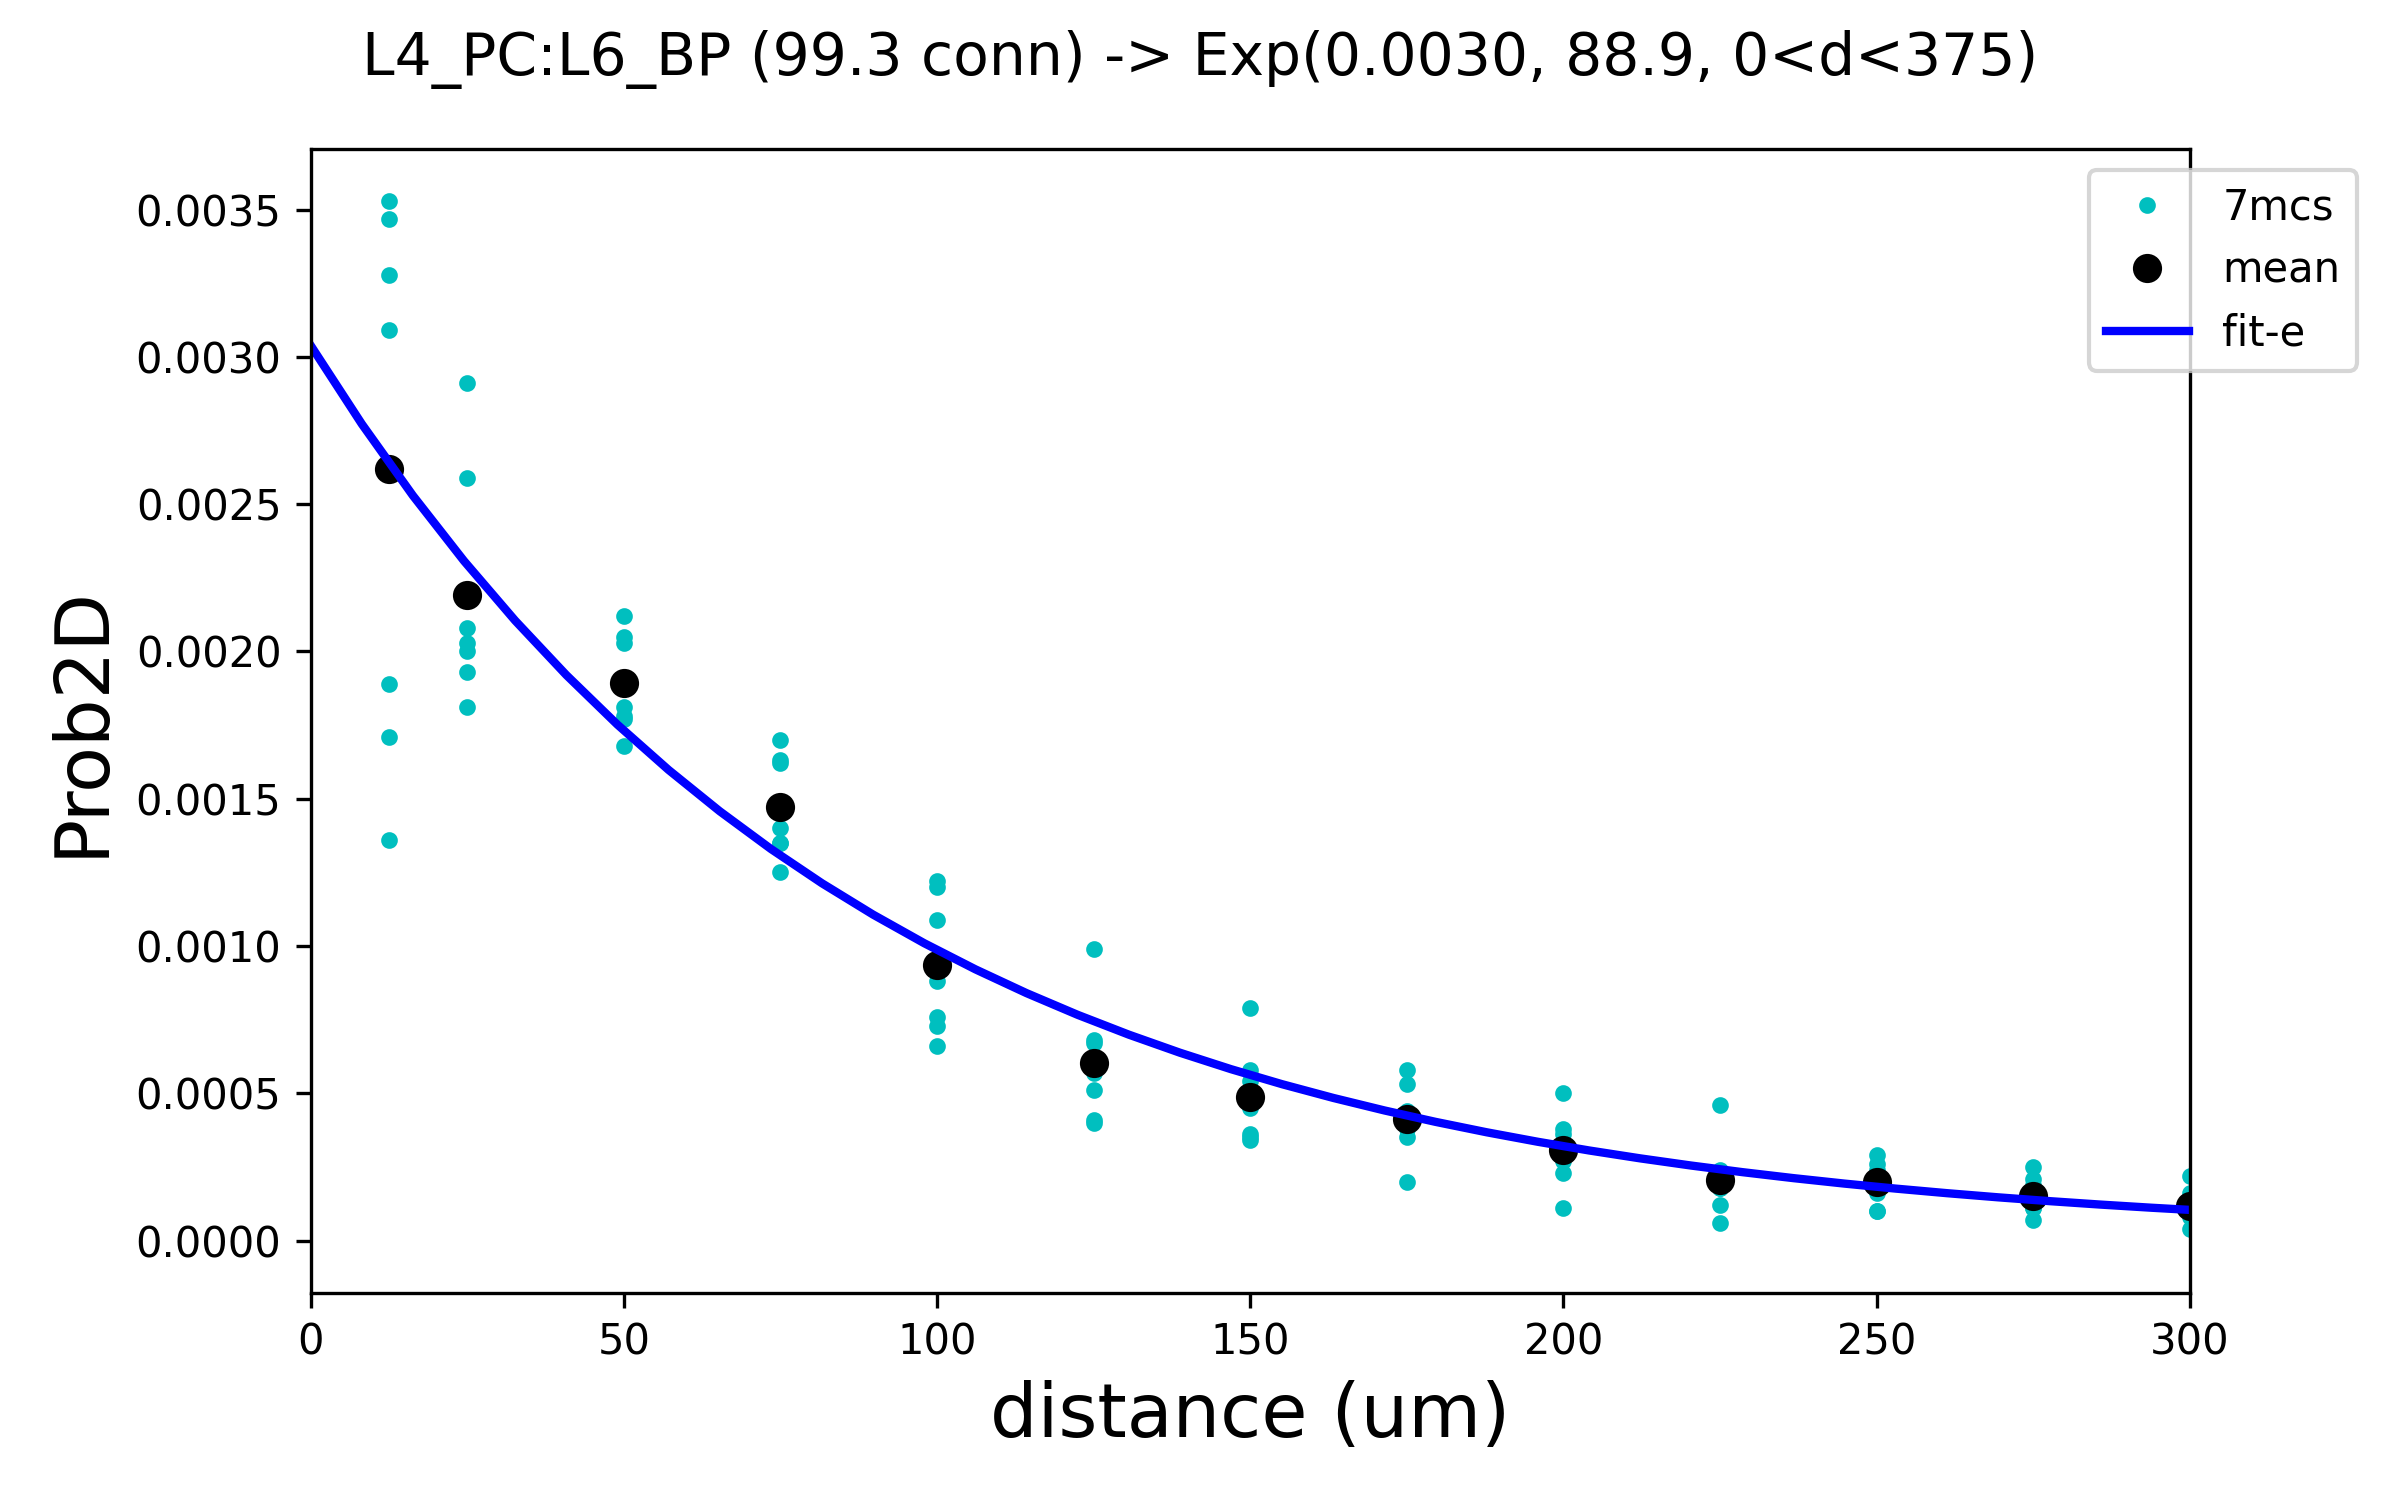 L4_PC:L6_BP (99.3 conn) -> Exp(0.0030, 88.9, 0<d<375)
7mcs
mean
fit-e
0.0035
0.0030
0.0025
0.0020
0.0015
0.0010
0.0005
0.0000
Prob2D
0 50 100 150 200 250 300
distance (um)